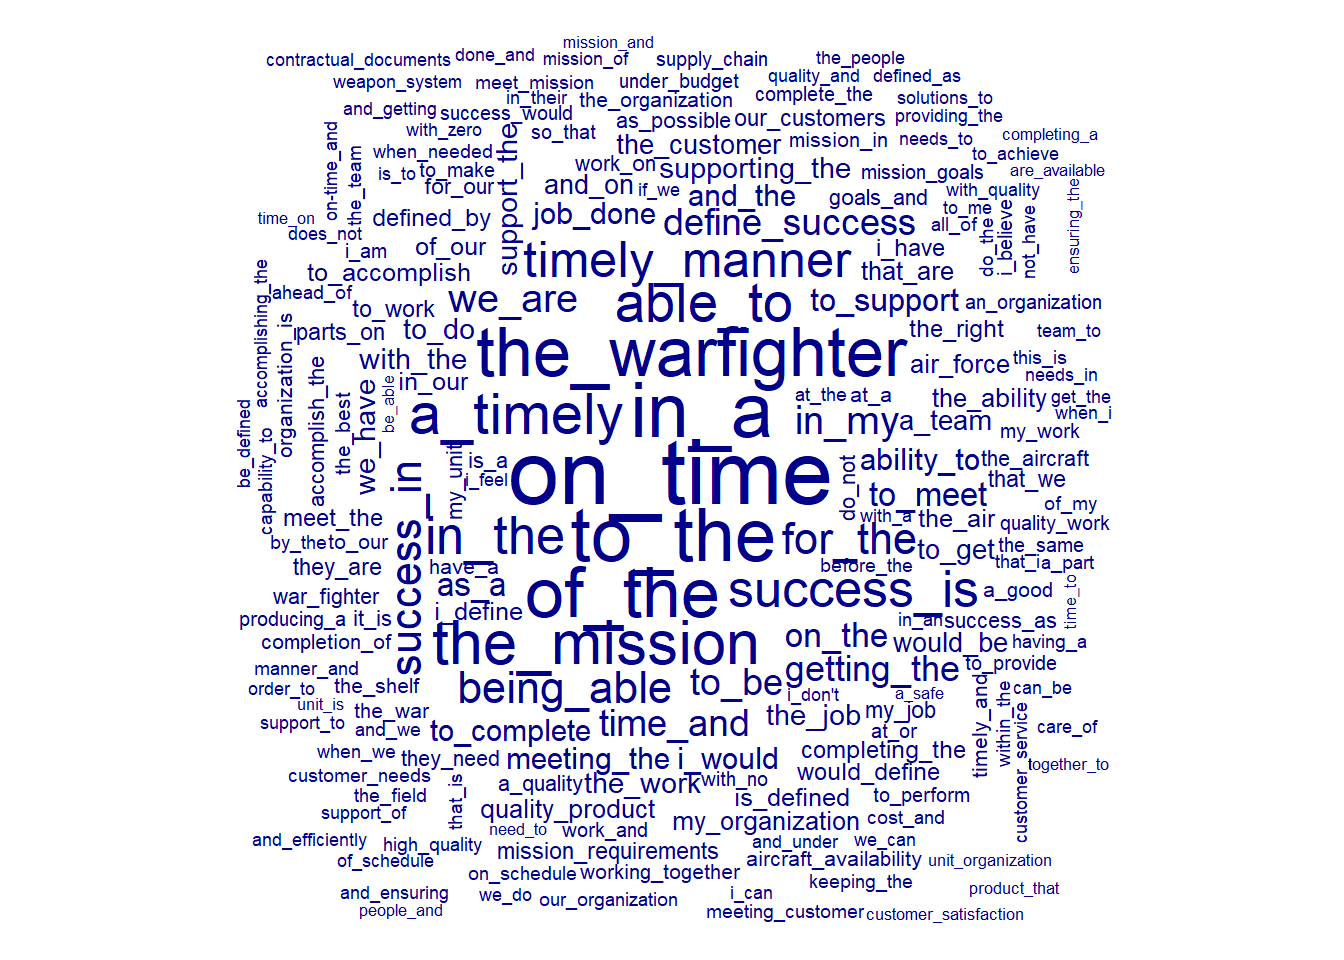 mission_and
contractual_documents done_and mission_of supply_chain the_people
weapon_system meet_mission under_budget quality_and defined_as
and_getting success_would in_their the_organization complete_the solutions_to
with_zero so_that as_possible our_customers providing_the
on-time_and the_team when_needed support_the the_customer mission_in needs_to completing_a
is_to to_make work_on supporting_the mission_goals to_achieve are_available
for_our and_on if_we and_the goals_and with_quality
time_on defined_by job_done define_success all_of to_me do_the i_believe not_have ensuring_the
does_not i_am of_our timely_manner i_have
to_accomplish that_are
accomplishing_the ahead_of to_work we_are able_to to_support an_organization
organization_is parts_on to_do the_warfighter the_right team_to
with_the air_force this_is
accomplish_the the_best we_have be_able in_our needs_in
at_the at_a the_ability get_the
a_timely in_a in_my a_team when_i
my_work
be_defined capability_to success_in my_unit is_a on_time do_not ability_to the_aircraft
i_feel to_meet that_we
meet_the with_a the_air of_my quality_work
by_the to_our in_the to_the for_the to_get the_same
they_are have_a before_the that_i a_part
war_fighter as_a of_the success_is a_good time_to
producing_a it_is i_define in_an success_as
completion_of the_mission on_the would_be having_a
manner_and getting_the to_provide
order_to the_shelf being_able to_be i_don't a_safe timely_and within_the can_be
unit_is
support_to the_war and_we to_complete time_and the_job my_job at_or customer_service care_of
when_we they_need meeting_the i_would completing_the together_to
customer_needs that_is a_quality the_work with_no would_define
the_field quality_product is_defined to_perform
support_of need_to work_and my_organization cost_and
and_efficiently high_quality mission_requirements and_under we_can
of_schedule on_schedule working_together aircraft_availability unit_organization
and_ensuring we_do our_organization i_can keeping_the product_that
people_and meeting_customer customer_satisfaction